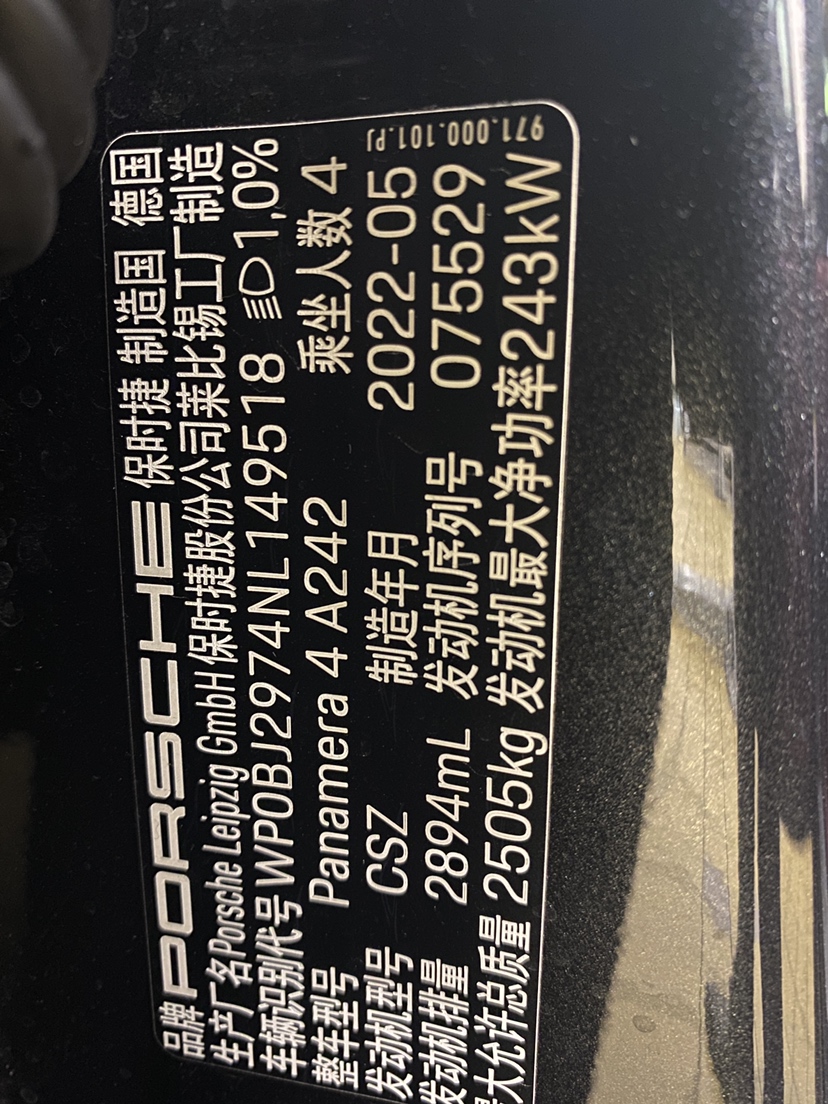 品牌 PORSCHE 保时捷 制造国 德国
生产厂名Porsche Leipzig GmbH 保时捷股份公司莱比锡工厂制造
车辆识别代号WP0BJ2974NL149518 1,0%
整车型号 Panamera 4 A242 乘坐人数 4
发动机型号 CSZ 制造年月 2022-05
发动机排量 2894mL 发动机序列号 075529
最大允许总质量 2505kg 发动机最大净功率243kW
971.000.101.PJ